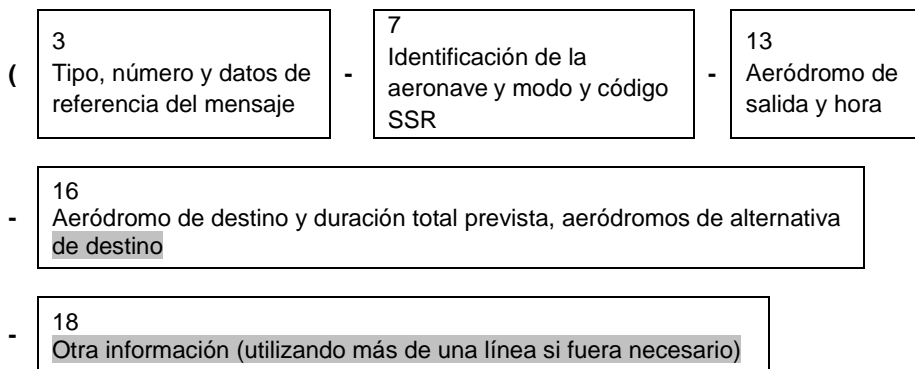 3
7
13
( Tipo, número y datos de referencia del mensaje - Identificación de la aeronave y modo y código SSR - Aeródromo de salida y hora
- 16
Aeródromo de destino y duración total prevista, aeródromos de alternativa
de destino
- 18
Otra información (utilizando más de una línea si fuera necesario)